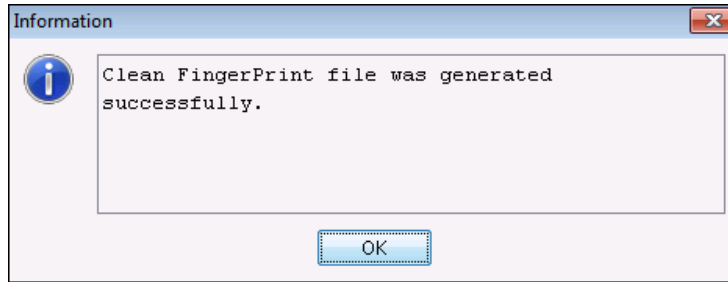 Information
Clean FingerPrint file was generated
successfully.
OK